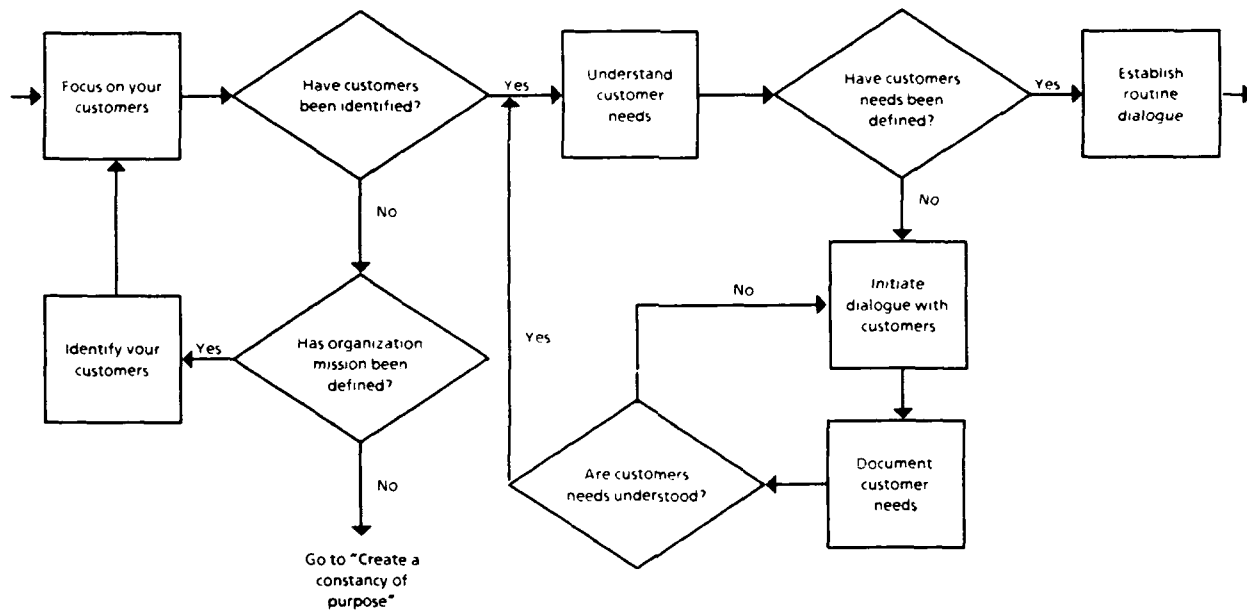 Focus on your
customers
Have customers
been identified?
Yes
Understand
customer
needs
Have customers
needs been
defined?
Yes
Establish
routine
dialogue
No
No
Identify your
customers
Yes
Has organization
mission been
defined?
Yes
No
Initiate
dialogue with
customers
No
Are customers
needs understood?
Document
customer
needs
Go to "Create a
constancy of
purpose"